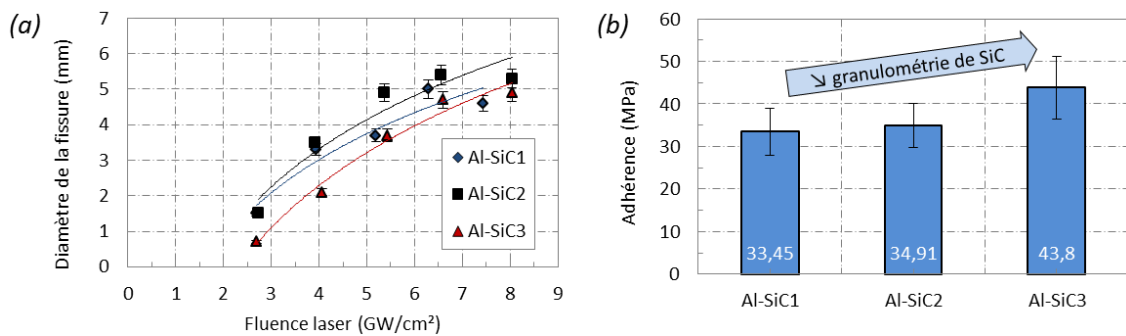 (a)
Diamètre de la fissure (mm)
7
6
5
4
3
2
1
0
Al-SiC1
Al-SiC2
Al-SiC3
0 1 2 3 4 5 6 7 8 9
Fluence laser (GW/cm²)
(b)
Adhérence (MPa)
60
50
40
30
20
10
0
↘ granulométrie de SiC
33,45 34,91 43,8
Al-SiC1 Al-SiC2 Al-SiC3